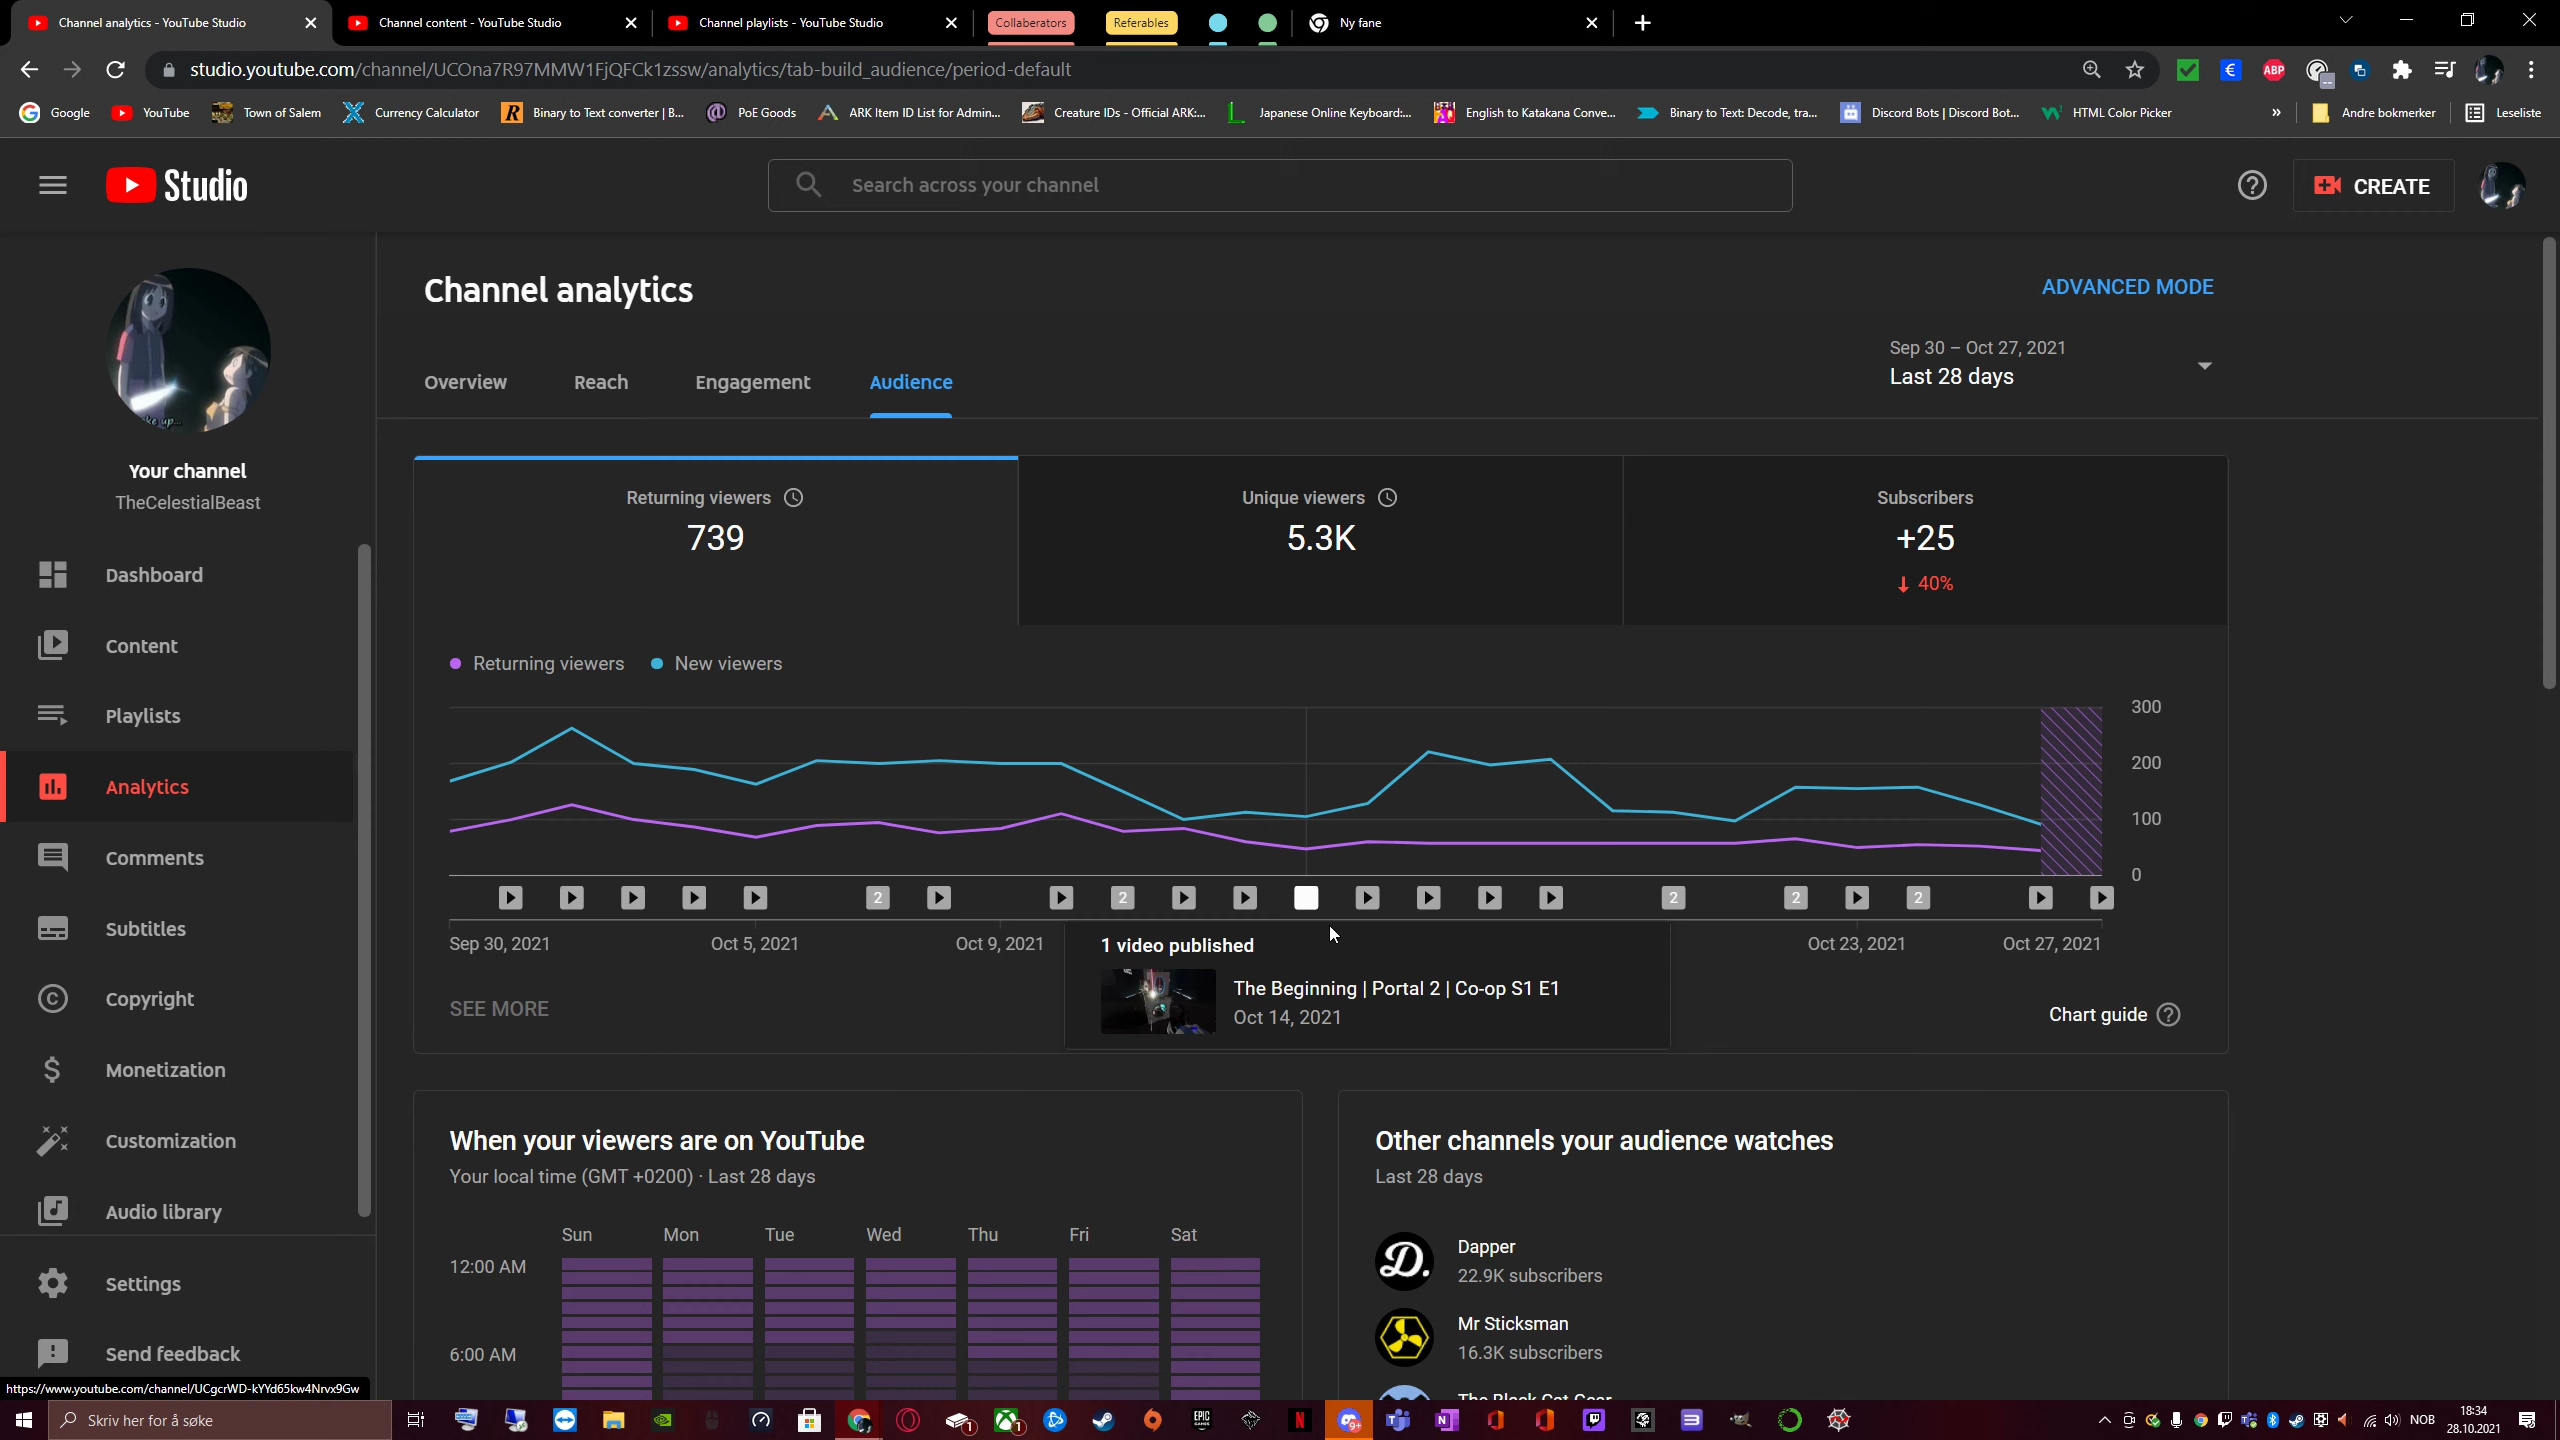 Channel analytics - YouTube Studio
Channel content - YouTube Studio
Channel playlists - YouTube Studio
Collaberators
Referables
Ny fane
studio.youtube.com/channel/UCOna7R97MMW1FjQFCk1zssw/analytics/tab-build_audience/period-default
ABP
Google
YouTube
Town of Salem
Currency Calculator
Binary to Text converter | B...
PoE Goods
ARK Item ID List for Admin...
Creature IDs - Official ARK:...
Japanese Online Keyboard:...
English to Katakana Conve...
Binary to Text: Decode, tra...
Discord Bots | Discord Bot...
HTML Color Picker
»
Andre bokmerker
Leseliste
Studio
Search across your channel
CREATE
Your channel
TheCelestialBeast
Dashboard
Content
Playlists
Analytics
Comments
Subtitles
Copyright
Monetization
Customization
Audio library
Settings
Send feedback
Channel analytics
ADVANCED MODE
Overview
Reach
Engagement
Audience
Sep 30 – Oct 27, 2021
Last 28 days
Returning viewers
739
Unique viewers
5.3K
Subscribers
+25
40%
Returning viewers
New viewers
300
200
100
0
2
2
2
2
2
Sep 30, 2021
Oct 5, 2021
Oct 9, 2021
Oct 23, 2021
Oct 27, 2021
1 video published
The Beginning | Portal 2 | Co-op S1 E1
Oct 14, 2021
SEE MORE
Chart guide
When your viewers are on YouTube
Your local time (GMT +0200) · Last 28 days
Sun Mon Tue Wed Thu Fri Sat
12:00 AM
6:00 AM
Other channels your audience watches
Last 28 days
D.
Dapper
22.9K subscribers
Mr Sticksman
16.3K subscribers
https://www.youtube.com/channel/UCgcrWD-kYYd65kw4Nrvx9Gw
Skriv her for å søke
NOB
18:34
28.10.2021